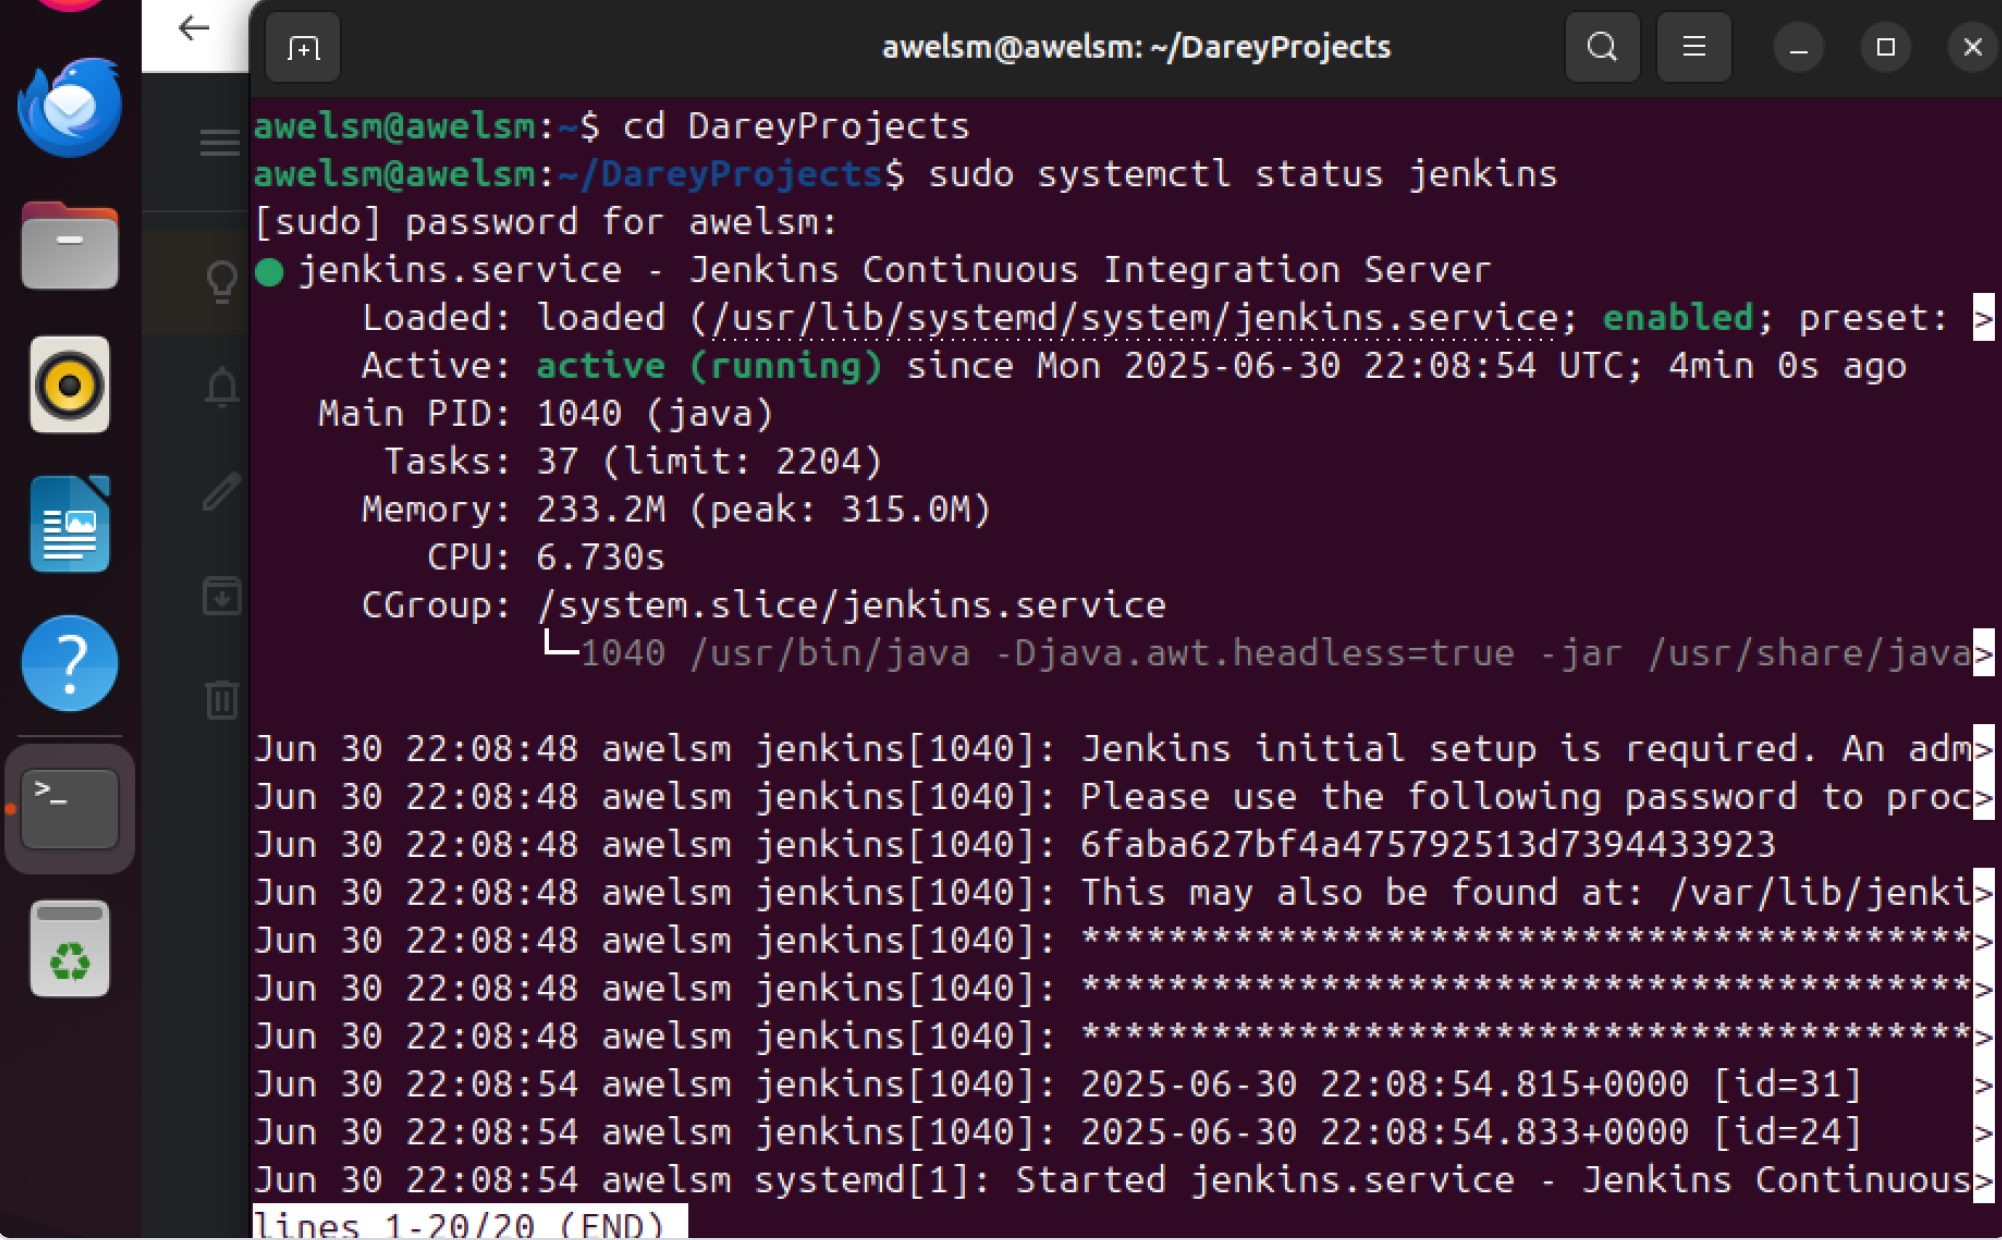 awelsm@awelsm: ~/DareyProjects
awelsm@awelsm:~$ cd DareyProjects
awelsm@awelsm:~/DareyProjects$ sudo systemctl status jenkins
[sudo] password for awelsm:
● jenkins.service - Jenkins Continuous Integration Server
Loaded: loaded (/usr/lib/systemd/system/jenkins.service; enabled; preset: >
Active: active (running) since Mon 2025-06-30 22:08:54 UTC; 4min 0s ago
Main PID: 1040 (java)
Tasks: 37 (limit: 2204)
Memory: 233.2M (peak: 315.0M)
CPU: 6.730s
CGroup: /system.slice/jenkins.service
└─1040 /usr/bin/java -Djava.awt.headless=true -jar /usr/share/java>
Jun 30 22:08:48 awelsm jenkins[1040]: Jenkins initial setup is required. An adm>
Jun 30 22:08:48 awelsm jenkins[1040]: Please use the following password to proc>
Jun 30 22:08:48 awelsm jenkins[1040]: 6faba627bf4a475792513d7394433923
Jun 30 22:08:48 awelsm jenkins[1040]: This may also be found at: /var/lib/jenki>
Jun 30 22:08:48 awelsm jenkins[1040]: *****************************************>
Jun 30 22:08:48 awelsm jenkins[1040]: *****************************************>
Jun 30 22:08:48 awelsm jenkins[1040]: *****************************************>
Jun 30 22:08:54 awelsm jenkins[1040]: 2025-06-30 22:08:54.815+0000 [id=31] >
Jun 30 22:08:54 awelsm jenkins[1040]: 2025-06-30 22:08:54.833+0000 [id=24] >
Jun 30 22:08:54 awelsm systemd[1]: Started jenkins.service - Jenkins Continuous>
lines 1-20/20 (END)